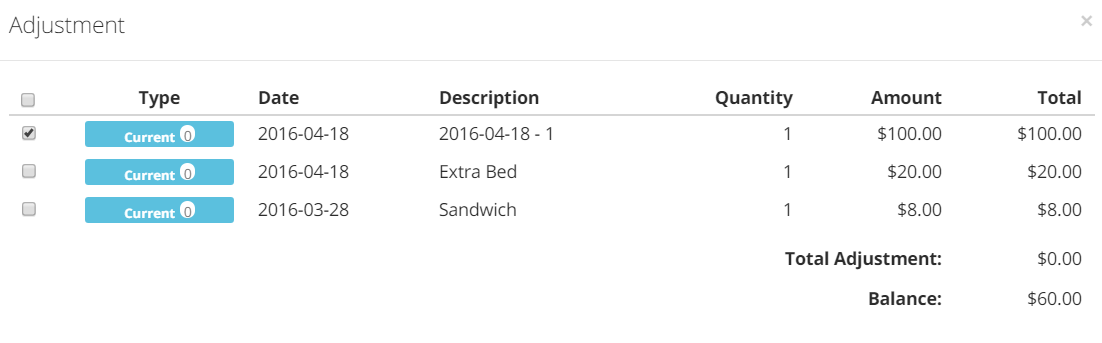 Adjustment ×
Type Date Description Quantity Amount Total
Current 0 2016-04-18 2016-04-18 - 1 1 $100.00 $100.00
Current 0 2016-04-18 Extra Bed 1 $20.00 $20.00
Current 0 2016-03-28 Sandwich 1 $8.00 $8.00
Total Adjustment: $0.00
Balance: $60.00